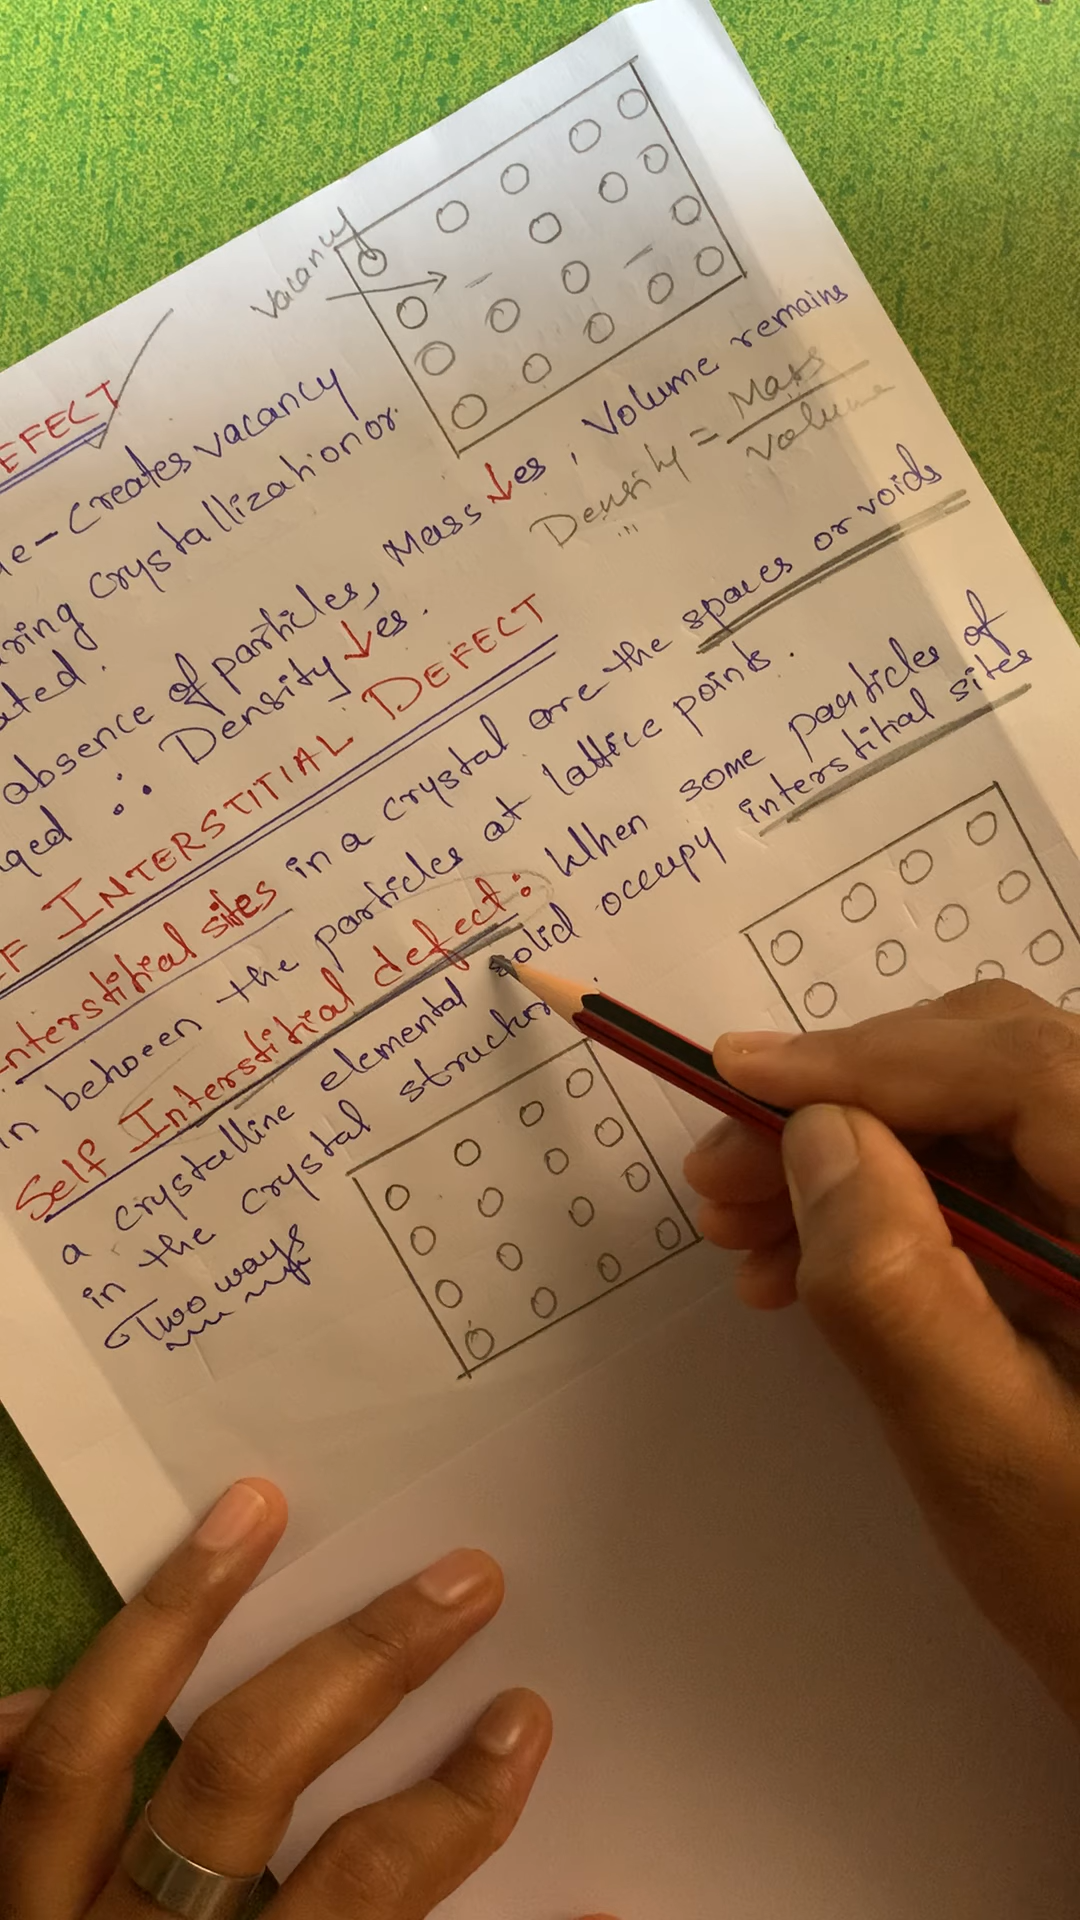 Vacancy
EFECT
Creates vacancy
ring crystallization or
ated.
absence of particles, Mass ↓es, Volume remains
ged ∴ Density ↓es.
Density = Mass
Volume
F INTERSTITIAL DEFECT
nterstitial sites in a crystal are the spaces or voids
in between the particles at lattice points.
Self Interstitial defect: When some particles of
a crystalline elemental solid occupy interstitial sites
in the crystal structure.
Two ways